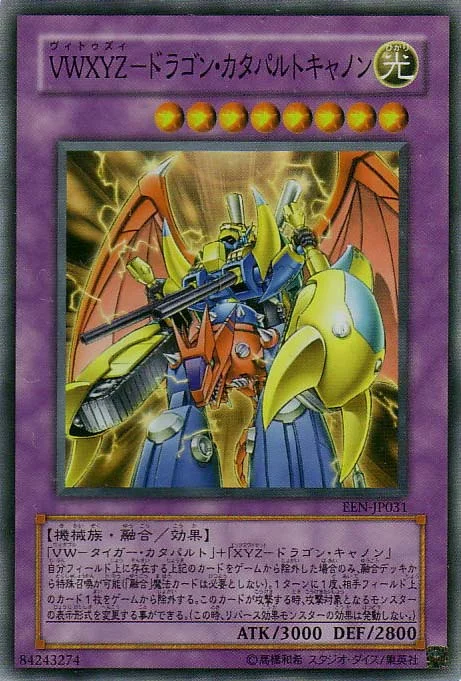 ヴィトゥズィ
VWXYZ－ドラゴン・カタパルトキャノン
ひかり
光
EEN-JP031
【機械族・融合／効果】
「VW－タイガー・カタパルト」＋「XYZ－ドラゴン・キャノン」
自分フィールド上に存在する上記のカードをゲームから除外した場合のみ、融合デッキか
ら特殊召喚が可能（「融合」魔法カードは必要としない）。1ターンに1度、相手フィールド上
のカード1枚をゲームから除外する。このカードが攻撃する時、攻撃対象となるモンスター
の表示形式を変更する事ができる。（この時、リバース効果モンスターの効果は発動しない。）
ATK/3000 DEF/2800
84243274
©高橋和希 スタジオ・ダイス/集英社